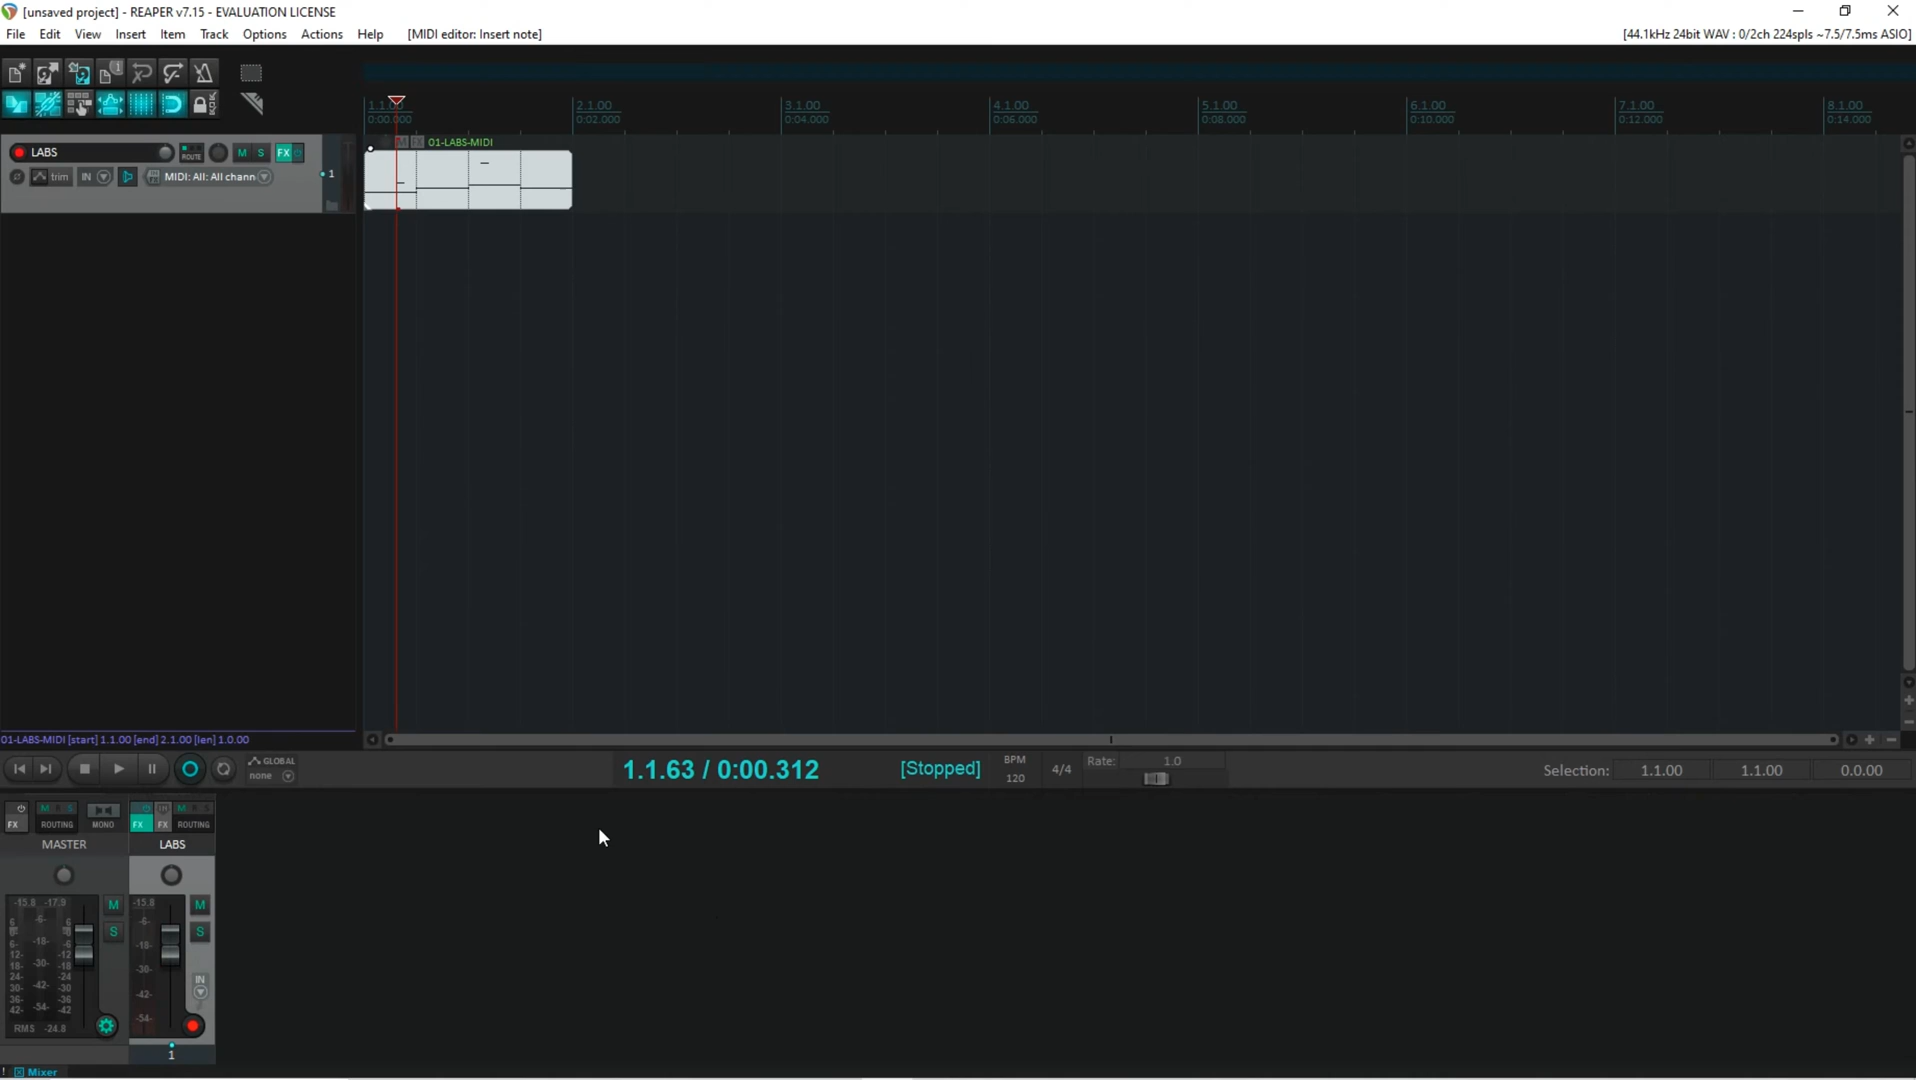 [unsaved project] - REAPER v7.15 - EVALUATION LICENSE
File Edit View Insert Item Track Options Actions Help [MIDI editor: Insert note] [44.1kHz 24bit WAV : 0/2ch 224spls ~7.5/7.5ms ASIO]
1
1.1.00 2.1.00 3.1.00 4.1.00 5.1.00 6.1.00 7.1.00 8.1.00
0:00.000 0:02.000 0:04.000 0:06.000 0:08.000 0:10.000 0:12.000 0:14.000
M FX 01-LABS-MIDI
LABS ROUTE M S FX
trim IN MIDI: All: All chann 1
01-LABS-MIDI [start] 1.1.00 [end] 2.1.00 [len] 1.0.00
GLOBAL
none
1.1.63 / 0:00.312 [Stopped]
BPM
120
4/4
Rate: 1.0
Selection: 1.1.00 1.1.00 0.0.00
M R S IN M R S
FX ROUTING MONO FX FX ROUTING
MASTER LABS
-15.8 -17.9 M -15.8 M
6 -6- 6 -6-
0 0 S S
6- -18- -6 -18-
12- -12
18- -30- -18 -30- IN
24- -24
30- -42- -30 -42-
36- -36
42- -54- -42 -54-
RMS -24.8
1
! Mixer